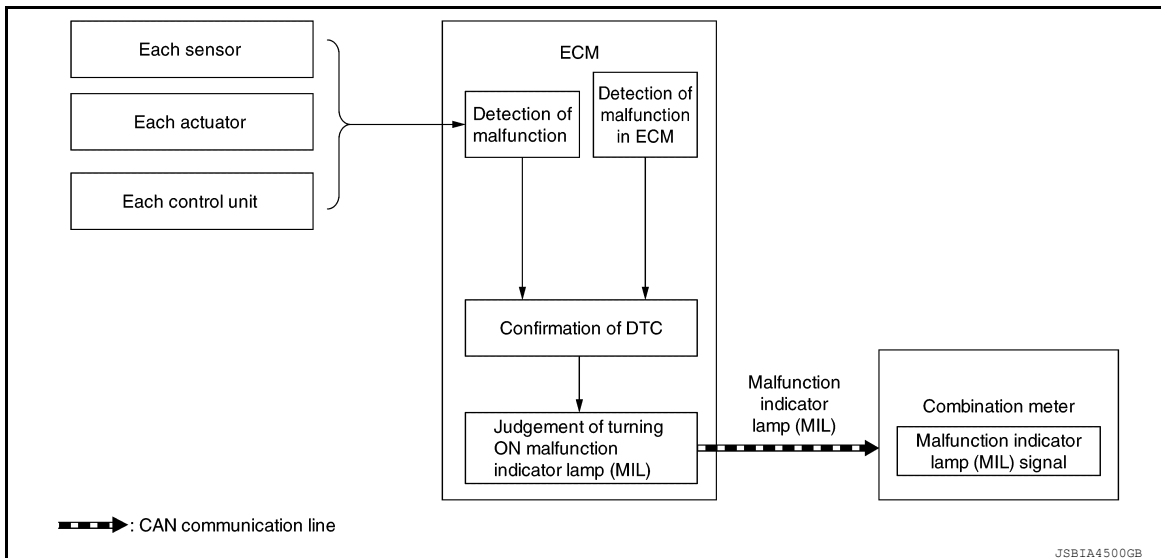 Each sensor
Each actuator
Each control unit
ECM
Detection of
malfunction
Detection of
malfunction
in ECM
Confirmation of DTC
Judgement of turning
ON malfunction
indicator lamp (MIL)
Malfunction
indicator
lamp (MIL)
Combination meter
Malfunction indicator
lamp (MIL) signal
: CAN communication line
JSBIA4500GB